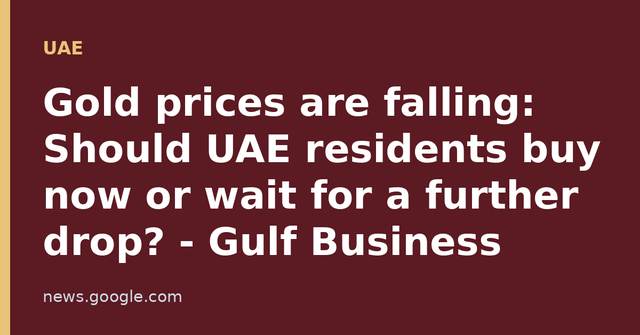 UAE
Gold prices are falling:
Should UAE residents buy
now or wait for a further
drop? - Gulf Business
news.google.com